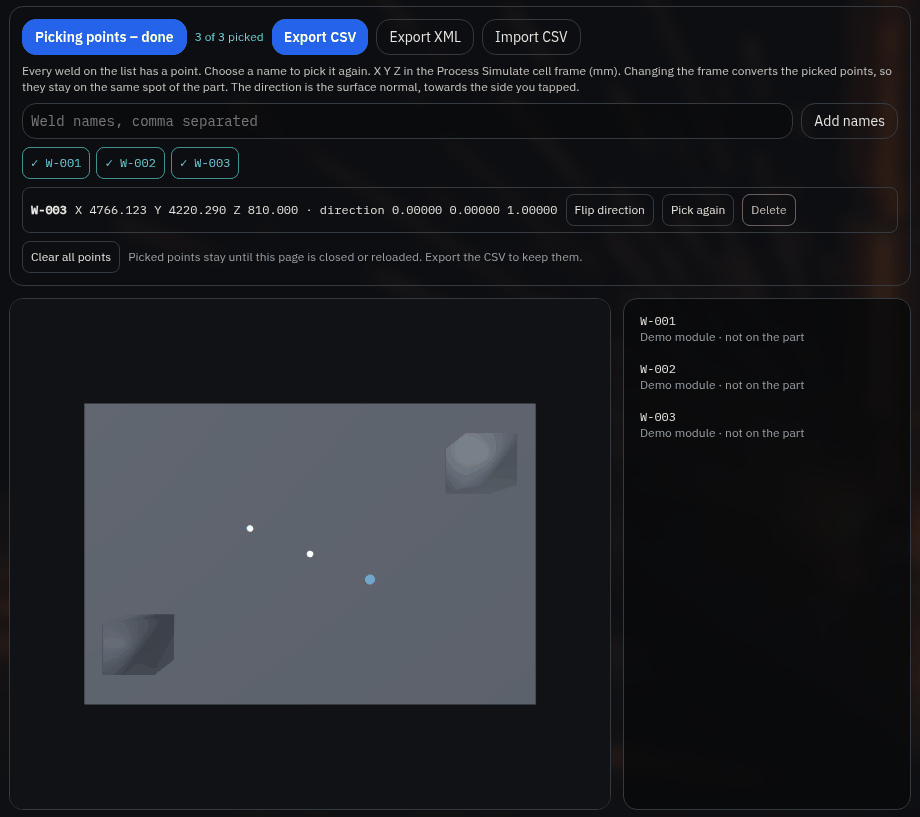 Picking points – done
3 of 3 picked
Export CSV
Export XML
Import CSV
Every weld on the list has a point. Choose a name to pick it again. X Y Z in the Process Simulate cell frame (mm). Changing the frame converts the picked points, so
they stay on the same spot of the part. The direction is the surface normal, towards the side you tapped.
Weld names, comma separated
Add names
✓ W-001
✓ W-002
✓ W-003
W-003 X 4766.123 Y 4220.290 Z 810.000 · direction 0.00000 0.00000 1.00000
Flip direction
Pick again
Delete
Clear all points
Picked points stay until this page is closed or reloaded. Export the CSV to keep them.
W-001
Demo module · not on the part
W-002
Demo module · not on the part
W-003
Demo module · not on the part